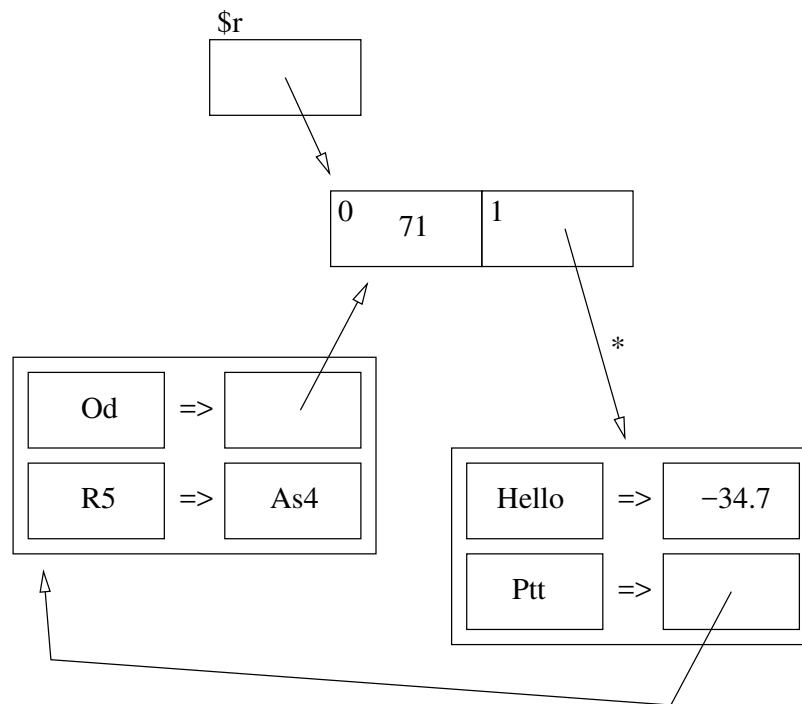 $r
0 71 1
*
Od => 
R5 => As4
Hello => −34.7
Ptt =>